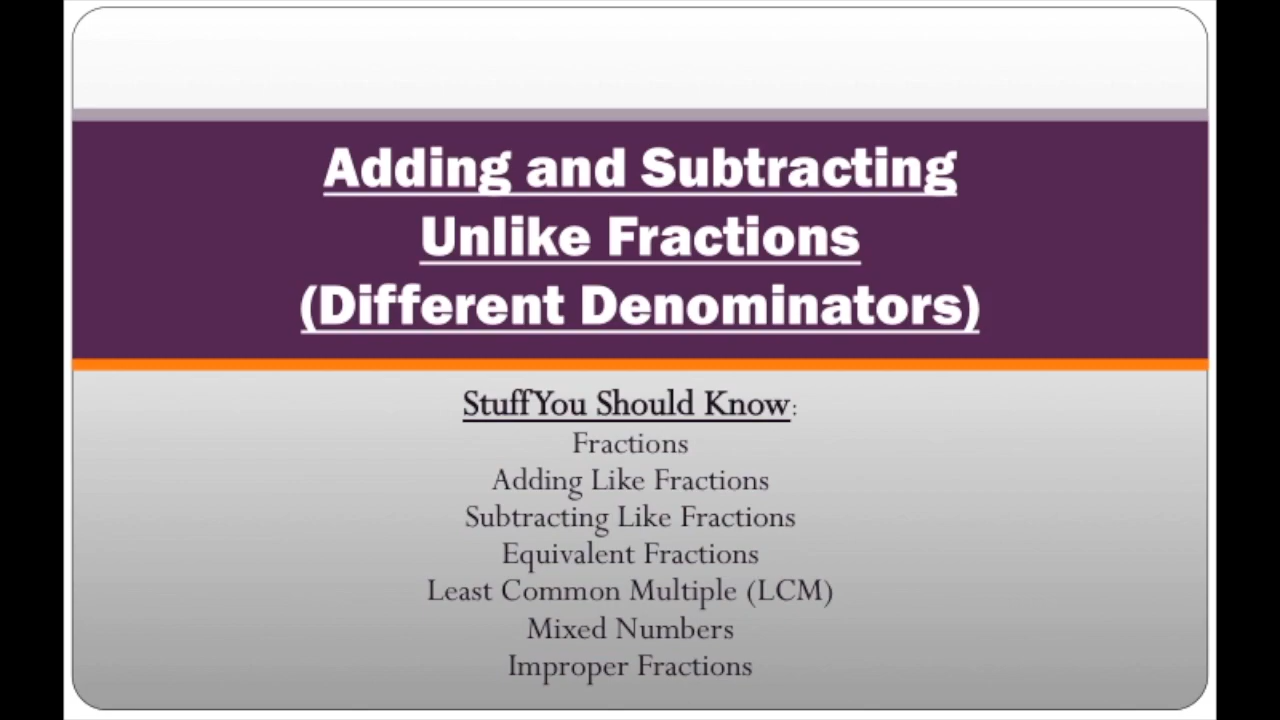 Adding and Subtracting
Unlike Fractions
(Different Denominators)
Stuff You Should Know:
Fractions
Adding Like Fractions
Subtracting Like Fractions
Equivalent Fractions
Least Common Multiple (LCM)
Mixed Numbers
Improper Fractions